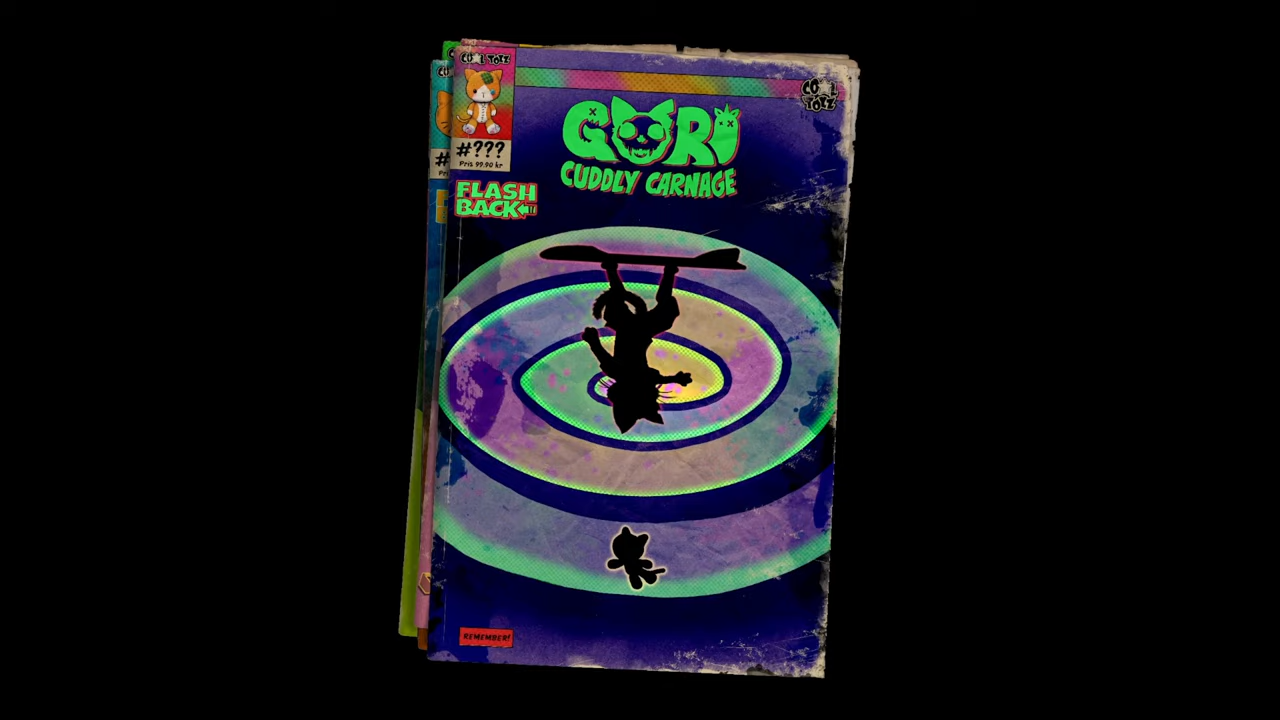 COOL TOYZ
#???
Pris 99.90 kr
COOL TOYZ
GORI
CUDDLY CARNAGE
FLASH
BACK
REMEMBER!